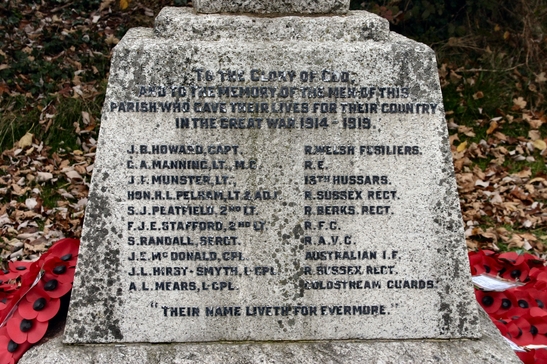 TO THE GLORY OF GOD,
AND TO THE MEMORY OF THE MEN OF THIS
PARISH WHO GAVE THEIR LIVES FOR THEIR COUNTRY
IN THE GREAT WAR. 1914 - 1919.
J.B. HOWARD, CAPT. R. WELSH FUSILIERS.
G.A. MANNING, LT., M.C. R.E.
J.F. MUNSTER, LT., 13TH HUSSARS.
HON. H.L. PELHAM, LT. & ADJ. R. SUSSEX REGT.
S.J. PEATFIELD, 2ND LT. R. BERKS. REGT.
F.J.E. STAFFORD, 2ND LT. R.F.C.
S. RANDALL, SERGT. R.A.V.C.
J.E. McDONALD, CPL. AUSTRALIAN I.F.
J.L. KIRBY-SMYTH, L-CPL R. SUSSEX REGT.
A.L. MEARS, L-CPL. COLDSTREAM GUARDS.
"THEIR NAME LIVETH FOR EVERMORE."